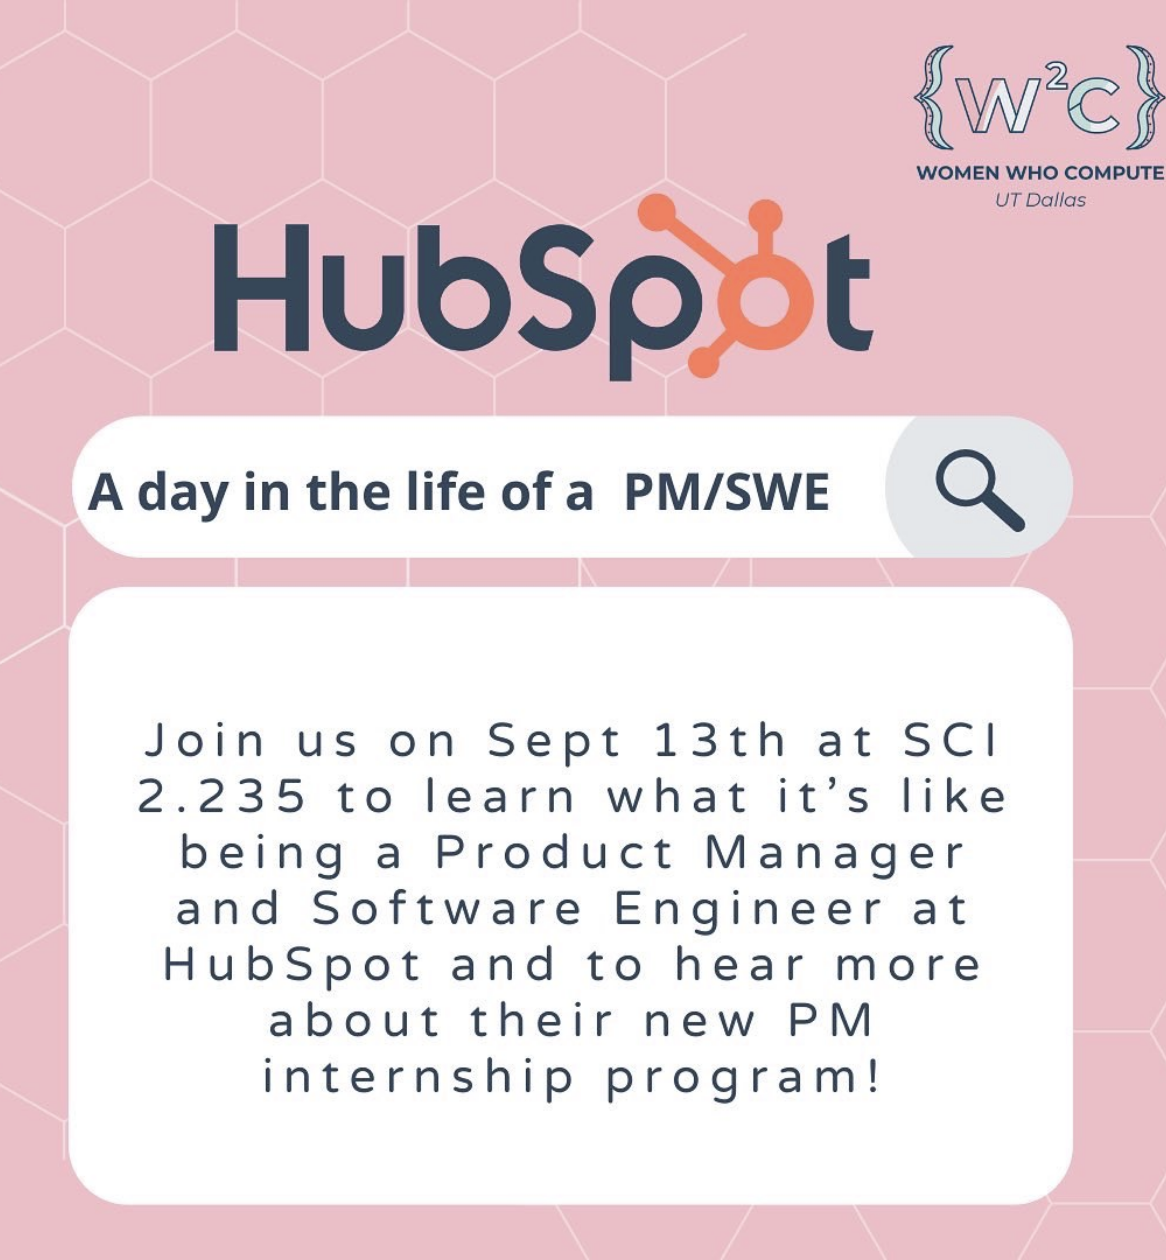 {W²C}
WOMEN WHO COMPUTE
UT Dallas
HubSpot
A day in the life of a PM/SWE
Join us on Sept 13th at SCI
2.235 to learn what it’s like
being a Product Manager
and Software Engineer at
HubSpot and to hear more
about their new PM
internship program!